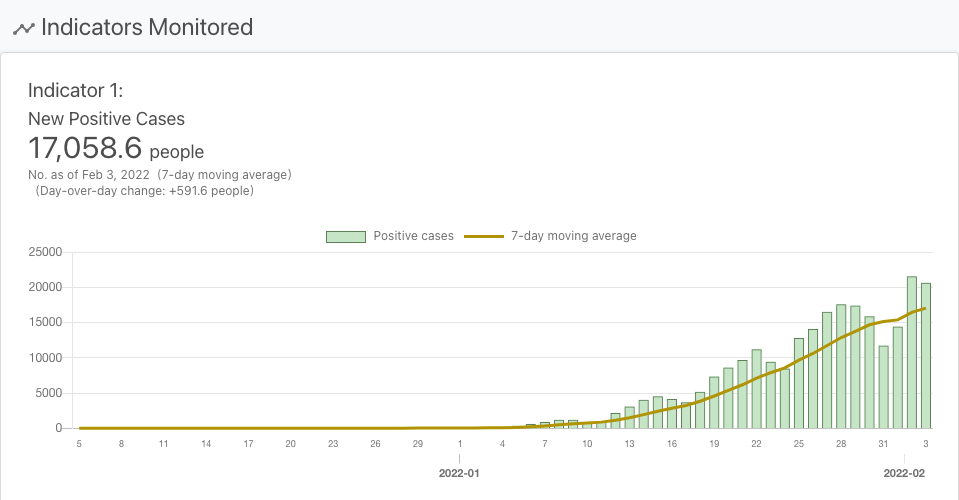 Indicators Monitored
Indicator 1:
New Positive Cases
17,058.6 people
No. as of Feb 3, 2022 (7-day moving average)
(Day-over-day change: +591.6 people)
Positive cases 7-day moving average
25000
20000
15000
10000
5000
0
5 8 11 14 17 20 23 26 29 1 4 7 10 13 16 19 22 25 28 31 3
2022-01 2022-02